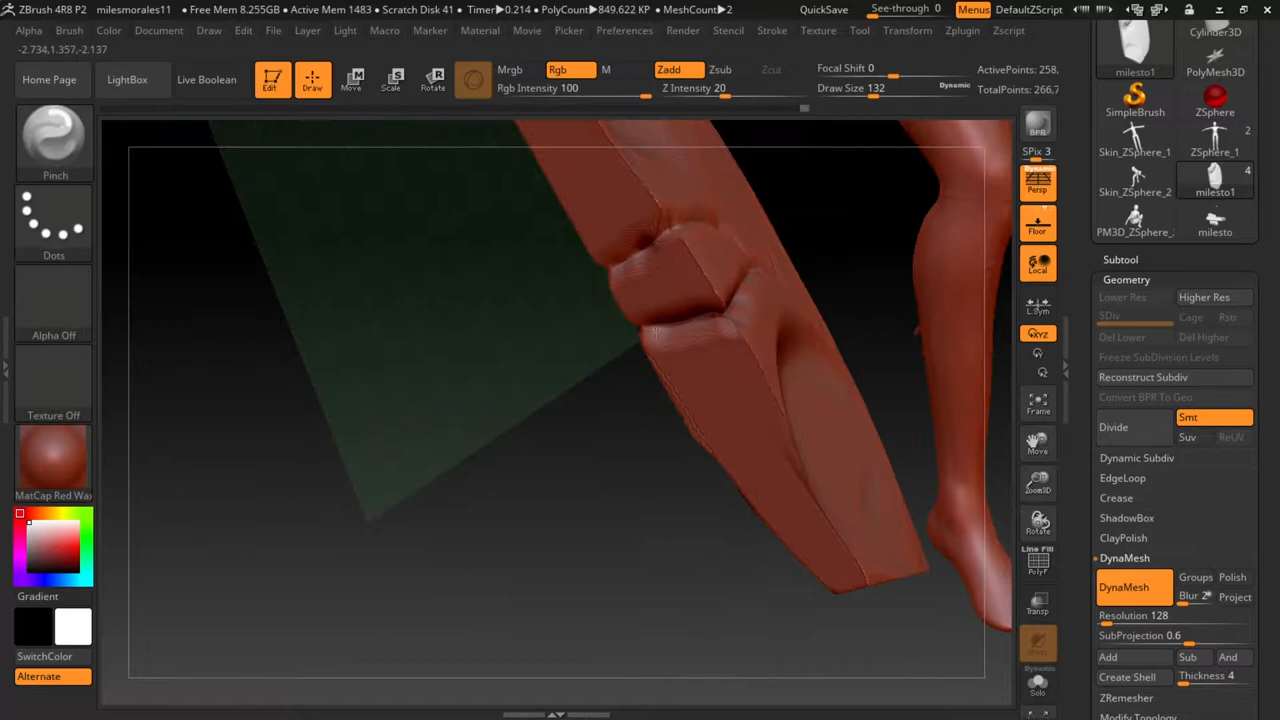 ZBrush 4R8 P2 milesmorales11 • Free Mem 8.255GB • Active Mem 1483 • Scratch Disk 41 • Timer▶0.214 • PolyCount▶849.622 KP • MeshCount▶2 QuickSave See-through 0 Menus DefaultZScript
Alpha Brush Color Document Draw Edit File Layer Light Macro Marker Material Movie Picker Preferences Render Stencil Stroke Texture Tool Transform Zplugin Zscript
-2.734,1.357,-2.137
Home Page LightBox Live Boolean Edit Draw Move Scale Rotate
Mrgb Rgb M Zadd Zsub Zcut Focal Shift 0 ActivePoints: 258,
Rgb Intensity 100 Z Intensity 20 Draw Size 132 Dynamic TotalPoints: 266,7
Pinch
Dots
Alpha Off
Texture Off
MatCap Red Wax
Gradient
SwitchColor
Alternate
BPR
SPix 3
Dynamic
Persp
Floor
Local
L.Sym
XYZ
Frame
Move
Zoom3D
Rotate
Line Fill
PolyF
Transp
Dynamic
Solo
Cylinder3D
milesto1 PolyMesh3D
SimpleBrush ZSphere
2
Skin_ZSphere_1 ZSphere_1
4
Skin_ZSphere_2 milesto1
PM3D_ZSphere_ milesto
Subtool
Geometry
Lower Res Higher Res
SDiv Cage Rstr
Del Lower Del Higher
Freeze SubDivision Levels
Reconstruct Subdiv
Convert BPR To Geo
Divide Smt
Suv ReUV
Dynamic Subdiv
EdgeLoop
Crease
ShadowBox
ClayPolish
DynaMesh
DynaMesh Groups Polish
Blur 2 Project
Resolution 128
SubProjection 0.6
Add Sub And
Create Shell Thickness 4
ZRemesher
Modify Topology